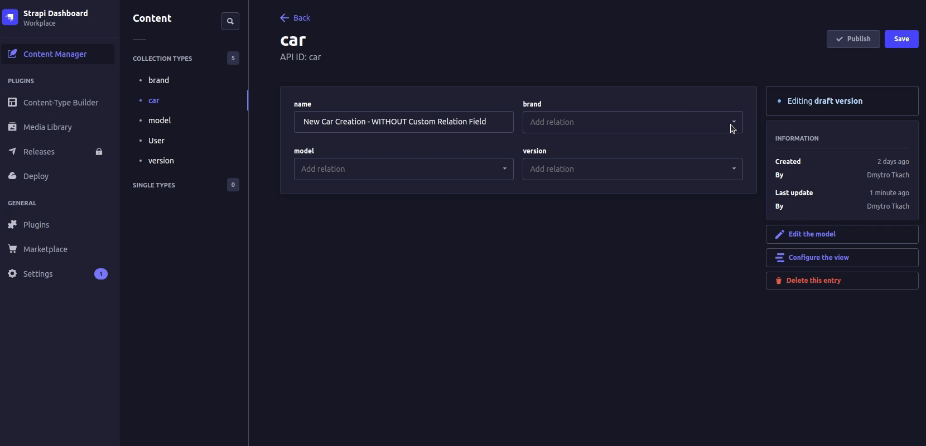 Strapi Dashboard
Workplace
Content Manager
PLUGINS
Content-Type Builder
Media Library
Releases
Deploy
GENERAL
Plugins
Marketplace
Settings
1
Content
COLLECTION TYPES
5
brand
car
model
User
version
SINGLE TYPES
0
Back
car
API ID: car
Publish
Save
name
New Car Creation - WITHOUT Custom Relation Field
brand
Add relation
model
Add relation
version
Add relation
Editing draft version
INFORMATION
Created
2 days ago
By
Dmytro Tkach
Last update
1 minute ago
By
Dmytro Tkach
Edit the model
Configure the view
Delete this entry